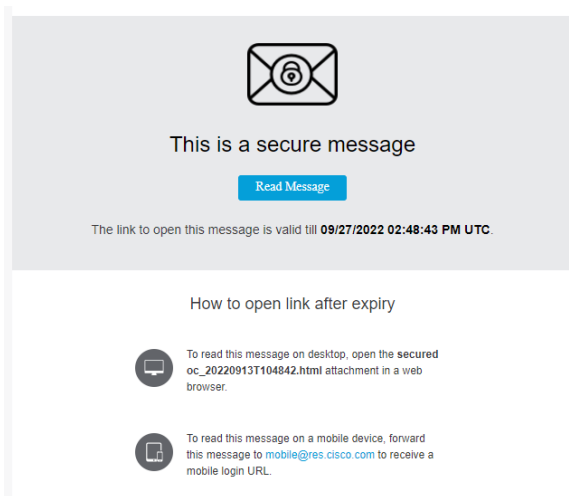 This is a secure message
Read Message
The link to open this message is valid till 09/27/2022 02:48:43 PM UTC.
How to open link after expiry
To read this message on desktop, open the secured
oc_20220913T104842.html attachment in a web
browser.
To read this message on a mobile device, forward
this message to mobile@res.cisco.com to receive a
mobile login URL.